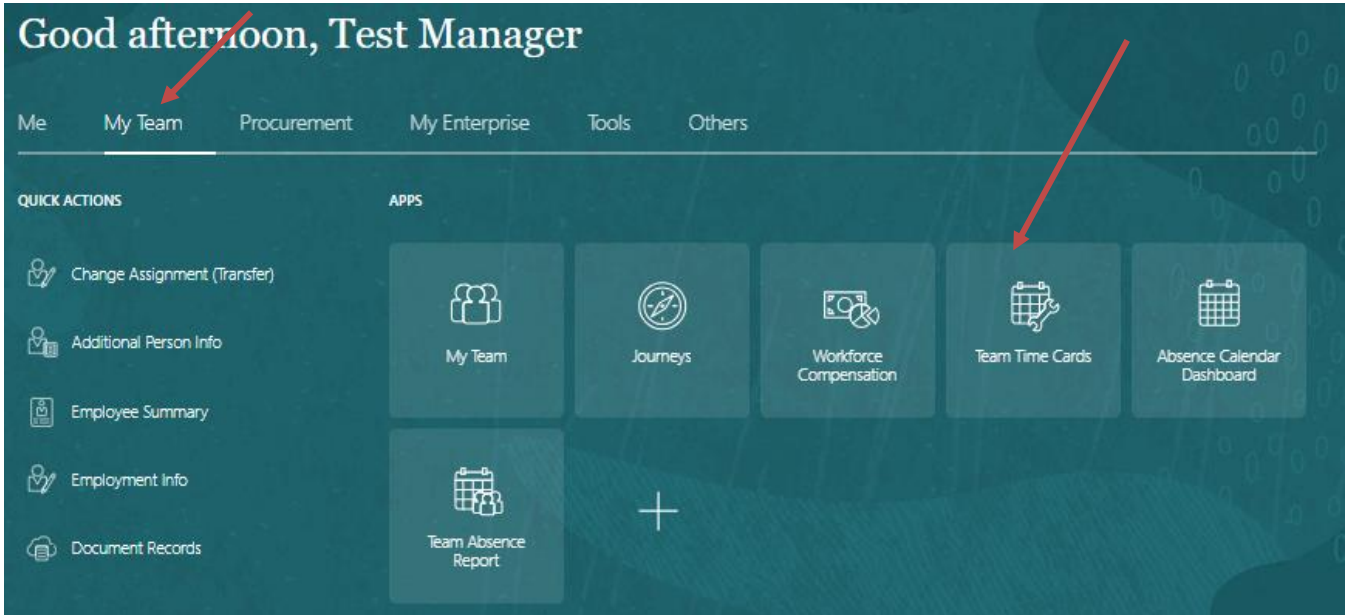 Good afternoon, Test Manager
Me My Team Procurement My Enterprise Tools Others
QUICK ACTIONS
Change Assignment (Transfer)
Additional Person Info
Employee Summary
Employment Info
Document Records
APPS
My Team
Journeys
Workforce
Compensation
Team Time Cards
Absence Calendar
Dashboard
Team Absence
Report